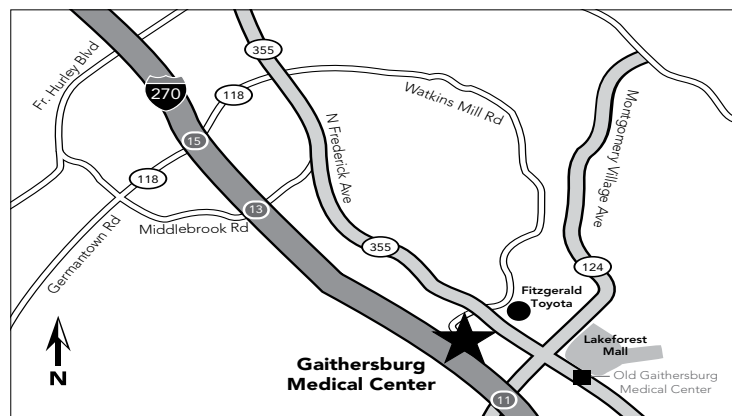 355
Fr. Hurley Blvd
270
118
Watkins Mill Rd
Montgomery Village Ave
15
N Frederick Ave
118
13
Middlebrook Rd
Germantown Rd
355
124
Fitzgerald
Toyota
Lakeforest
Mall
Gaithersburg
Medical Center
Old Gaithersburg
Medical Center
N
11